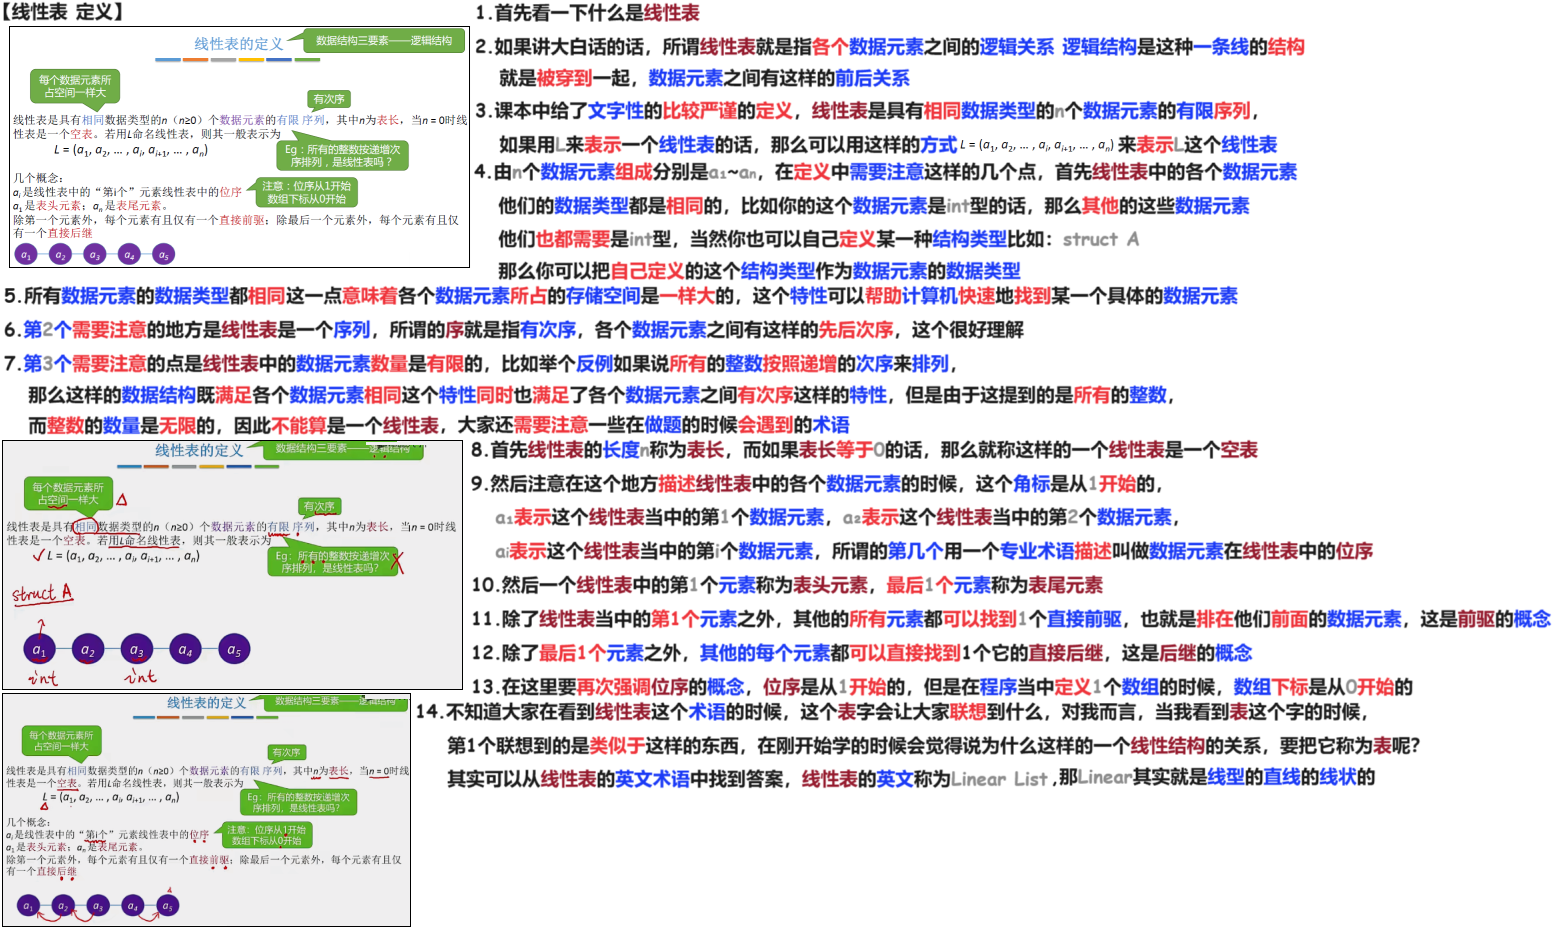 【线性表 定义】
线性表的定义
数据结构三要素——逻辑结构
每个数据元素所
占空间一样大
有次序
线性表是具有相同数据类型的n（n≥0）个数据元素的有限 序列，其中n为表长，当n = 0时线
性表是一个空表。若用L命名线性表，则其一般表示为
L = (a1, a2, … , ai, ai+1, … , an)
Eg：所有的整数按递增次
序排列，是线性表吗？
几个概念：
ai是线性表中的“第i个”元素线性表中的位序
注意：位序从1开始
数组下标从0开始
a1是表头元素；an是表尾元素。
除第一个元素外，每个元素有且仅有一个直接前驱；除最后一个元素外，每个元素有且仅
有一个直接后继
a1 a2 a3 a4 a5
1.首先看一下什么是线性表
2.如果讲大白话的话，所谓线性表就是指各个数据元素之间的逻辑关系 逻辑结构是这种一条线的结构
就是被穿到一起，数据元素之间有这样的前后关系
3.课本中给了文字性的比较严谨的定义，线性表是具有相同数据类型的n个数据元素的有限序列，
如果用L来表示一个线性表的话，那么可以用这样的方式 L = (a1, a2, … , ai, ai+1, … , an) 来表示L这个线性表
4.由n个数据元素组成分别是a1~an，在定义中需要注意这样的几个点，首先线性表中的各个数据元素
他们的数据类型都是相同的，比如你的这个数据元素是int型的话，那么其他的这些数据元素
他们也都需要是int型，当然你也可以自己定义某一种结构类型比如：struct A
那么你可以把自己定义的这个结构类型作为数据元素的数据类型
5.所有数据元素的数据类型都相同这一点意味着各个数据元素所占的存储空间是一样大的，这个特性可以帮助计算机快速地找到某一个具体的数据元素
6.第2个需要注意的地方是线性表是一个序列，所谓的序就是指有次序，各个数据元素之间有这样的先后次序，这个很好理解
7.第3个需要注意的点是线性表中的数据元素数量是有限的，比如举个反例如果说所有的整数按照递增的次序来排列，
那么这样的数据结构既满足各个数据元素相同这个特性同时也满足了各个数据元素之间有次序这样的特性，但是由于这提到的是所有的整数，
而整数的数量是无限的，因此不能算是一个线性表，大家还需要注意一些在做题的时候会遇到的术语
线性表的定义
数据结构三要素——逻辑结构
每个数据元素所
占空间一样大
有次序
线性表是具有相同数据类型的n（n≥0）个数据元素的有限 序列，其中n为表长，当n = 0时线
性表是一个空表。若用L命名线性表，则其一般表示为
L = (a1, a2, … , ai, ai+1, … , an)
Eg：所有的整数按递增次
序排列，是线性表吗？
struct A
a1 a2 a3 a4 a5
int int
8.首先线性表的长度n称为表长，而如果表长等于0的话，那么就称这样的一个线性表是一个空表
9.然后注意在这个地方描述线性表中的各个数据元素的时候，这个角标是从1开始的，
a1表示这个线性表当中的第1个数据元素，a2表示这个线性表当中的第2个数据元素，
ai表示这个线性表当中的第i个数据元素，所谓的第几个用一个专业术语描述叫做数据元素在线性表中的位序
10.然后一个线性表中的第1个元素称为表头元素，最后1个元素称为表尾元素
11.除了线性表当中的第1个元素之外，其他的所有元素都可以找到1个直接前驱，也就是排在他们前面的数据元素，这是前驱的概念
12.除了最后1个元素之外，其他的每个元素都可以直接找到1个它的直接后继，这是后继的概念
13.在这里要再次强调位序的概念，位序是从1开始的，但是在程序当中定义1个数组的时候，数组下标是从0开始的
线性表的定义
数据结构三要素——逻辑结构
每个数据元素所
占空间一样大
有次序
线性表是具有相同数据类型的n（n≥0）个数据元素的有限 序列，其中n为表长，当n = 0时线
性表是一个空表。若用L命名线性表，则其一般表示为
L = (a1, a2, … , ai, ai+1, … , an)
Eg：所有的整数按递增次
序排列，是线性表吗？
几个概念：
ai是线性表中的“第i个”元素线性表中的位序
注意：位序从1开始
数组下标从0开始
a1是表头元素；an是表尾元素。
除第一个元素外，每个元素有且仅有一个直接前驱；除最后一个元素外，每个元素有且仅
有一个直接后继
a1 a2 a3 a4 a5
14.不知道大家在看到线性表这个术语的时候，这个表字会让大家联想到什么，对我而言，当我看到表这个字的时候，
第1个联想到的是类似于这样的东西，在刚开始学的时候会觉得说为什么这样的一个线性结构的关系，要把它称为表呢？
其实可以从线性表的英文术语中找到答案，线性表的英文称为Linear List，那Linear其实就是线型的直线的线状的